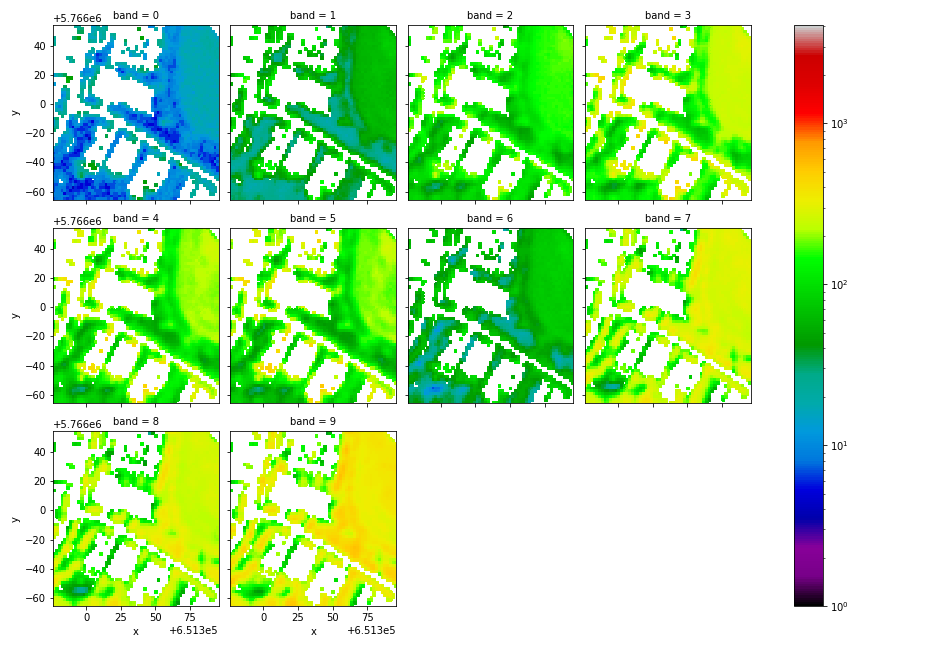 band = 0
band = 1
band = 2
band = 3
+5.766e6
40
20
0
−20
−40
−60
y
10³
10²
10¹
10⁰
band = 4
band = 5
band = 6
band = 7
+5.766e6
40
20
0
−20
−40
−60
y
band = 8
band = 9
40
20
0
−20
−40
−60
y
0 25 50 75
x +6.513e5
0 25 50 75
x +6.513e5
+5.766e6